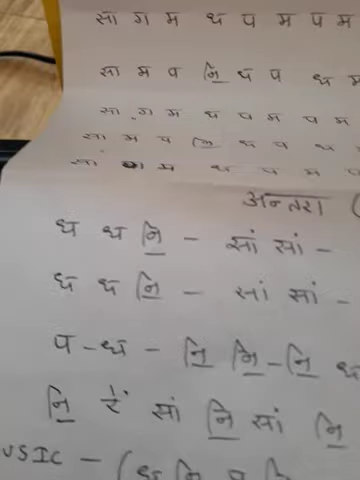 सा ग म ध प म प म
सा म प नि॒ ध प ध म
सा ग म ध प म प म
सा म प नि॒ ध प ध
सा म ध प म प
अन्तरा (
ध ध नि॒ - सां सां -
ध ध नि॒ - सां सां -
प - ध - नि॒ नि॒ - नि॒ ध
नि॒ रें सां नि॒ सां नि॒
USIC - ( ध नि॒ प